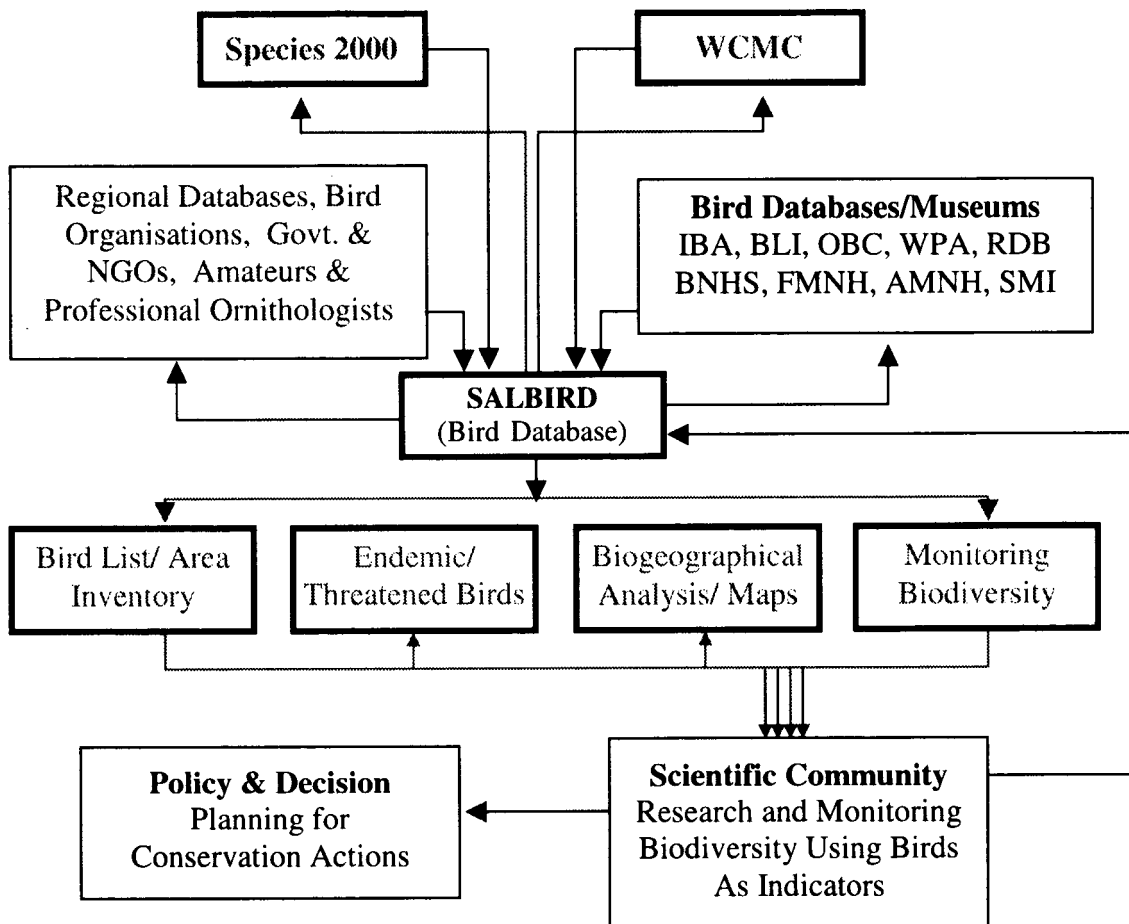 Species 2000
WCMC
Regional Databases, Bird
Organisations, Govt. &
NGOs, Amateurs &
Professional Ornithologists
Bird Databases/Museums
IBA, BLI, OBC, WPA, RDB
BNHS, FMNH, AMNH, SMI
SALBIRD
(Bird Database)
Bird List/ Area
Inventory
Endemic/
Threatened Birds
Biogeographical
Analysis/ Maps
Monitoring
Biodiversity
Policy & Decision
Planning for
Conservation Actions
Scientific Community
Research and Monitoring
Biodiversity Using Birds
As Indicators